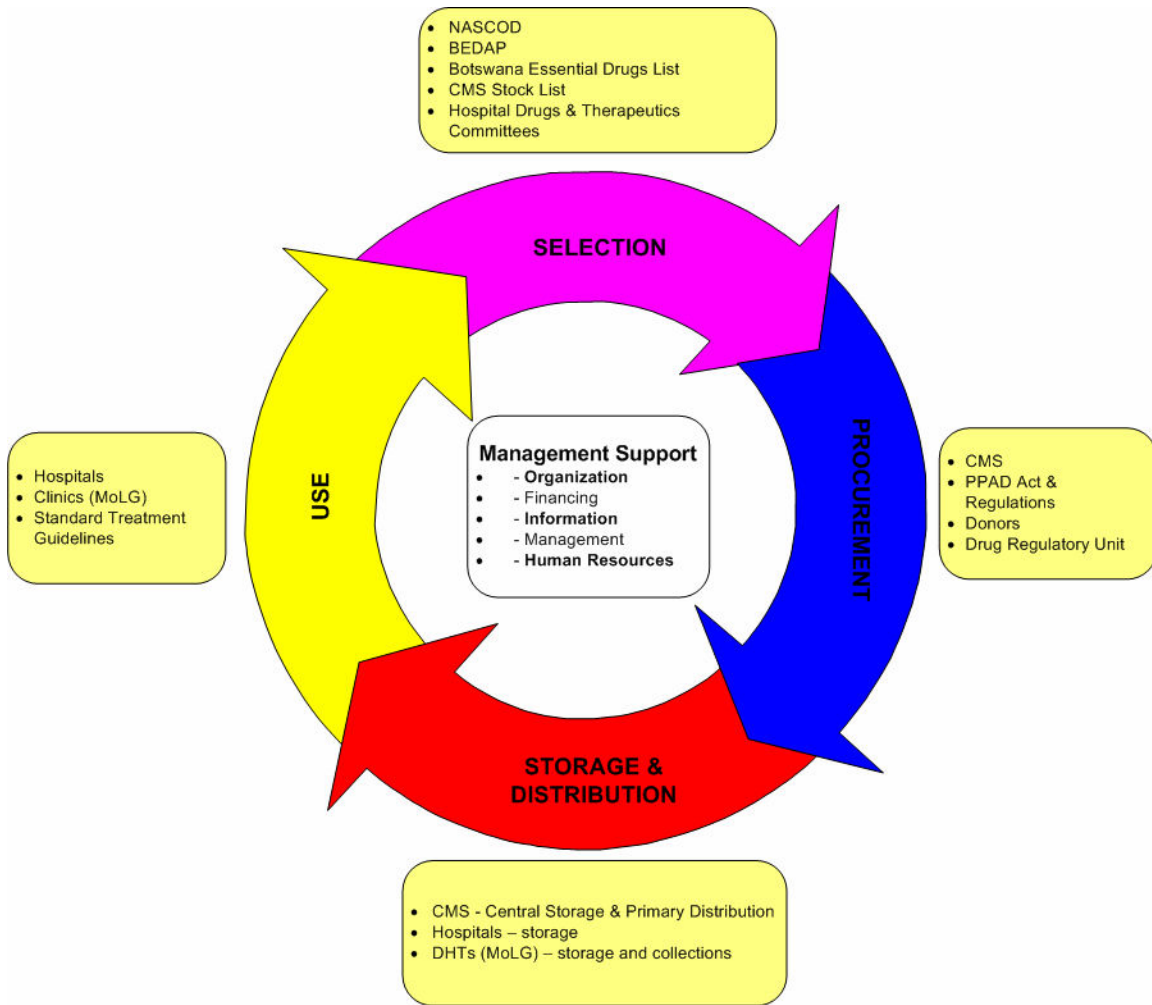 • NASCOD
• BEDAP
• Botswana Essential Drugs List
• CMS Stock List
• Hospital Drugs & Therapeutics
Committees
SELECTION
PROCUREMENT
• CMS
• PPAD Act &
Regulations
• Donors
• Drug Regulatory Unit
Management Support
• - Organization
• - Financing
• - Information
• - Management
• - Human Resources
USE
• Hospitals
• Clinics (MoLG)
• Standard Treatment
Guidelines
STORAGE &
DISTRIBUTION
• CMS - Central Storage & Primary Distribution
• Hospitals – storage
• DHTs (MoLG) – storage and collections